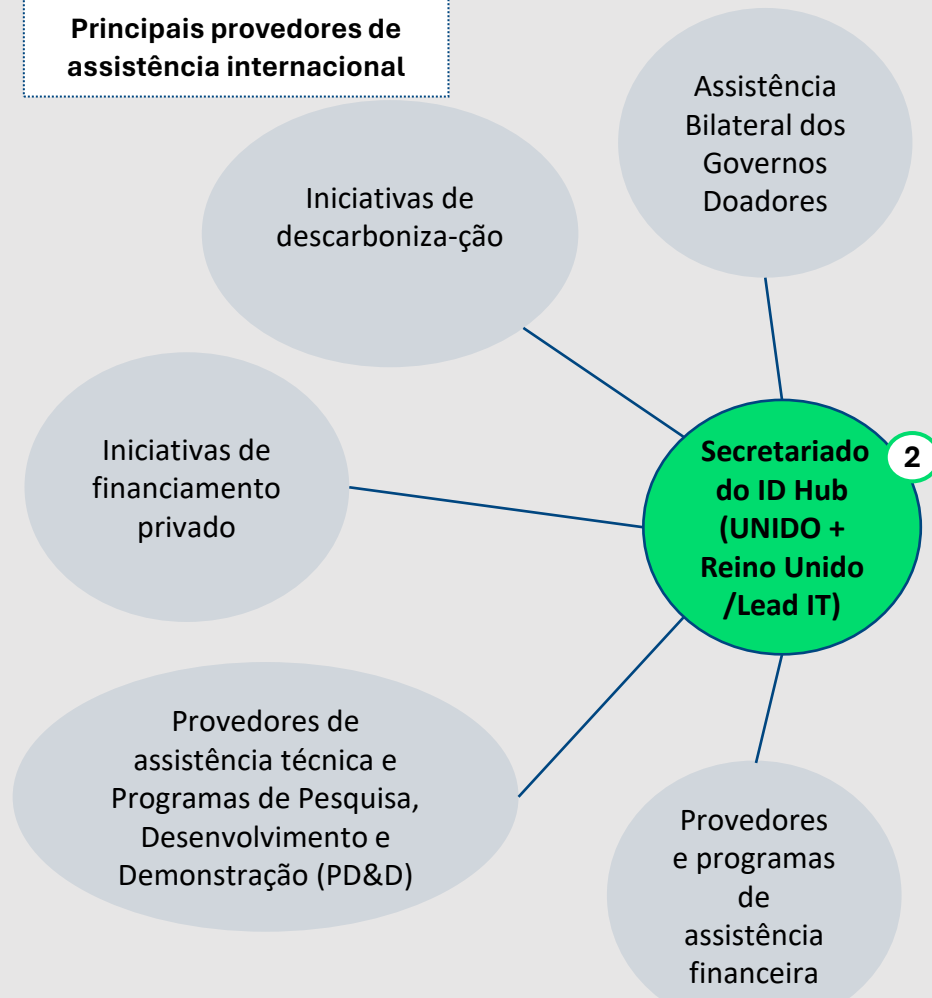 Principais provedores de
assistência internacional
Assistência
Bilateral dos
Governos
Doadores
Iniciativas de
descarboniza-ção
Iniciativas de
financiamento
privado
Secretariado
do ID Hub
(UNIDO +
Reino Unido
/Lead IT)
2
Provedores de
assistência técnica e
Programas de Pesquisa,
Desenvolvimento e
Demonstração (PD&D)
Provedores
e programas
de
assistência
financeira